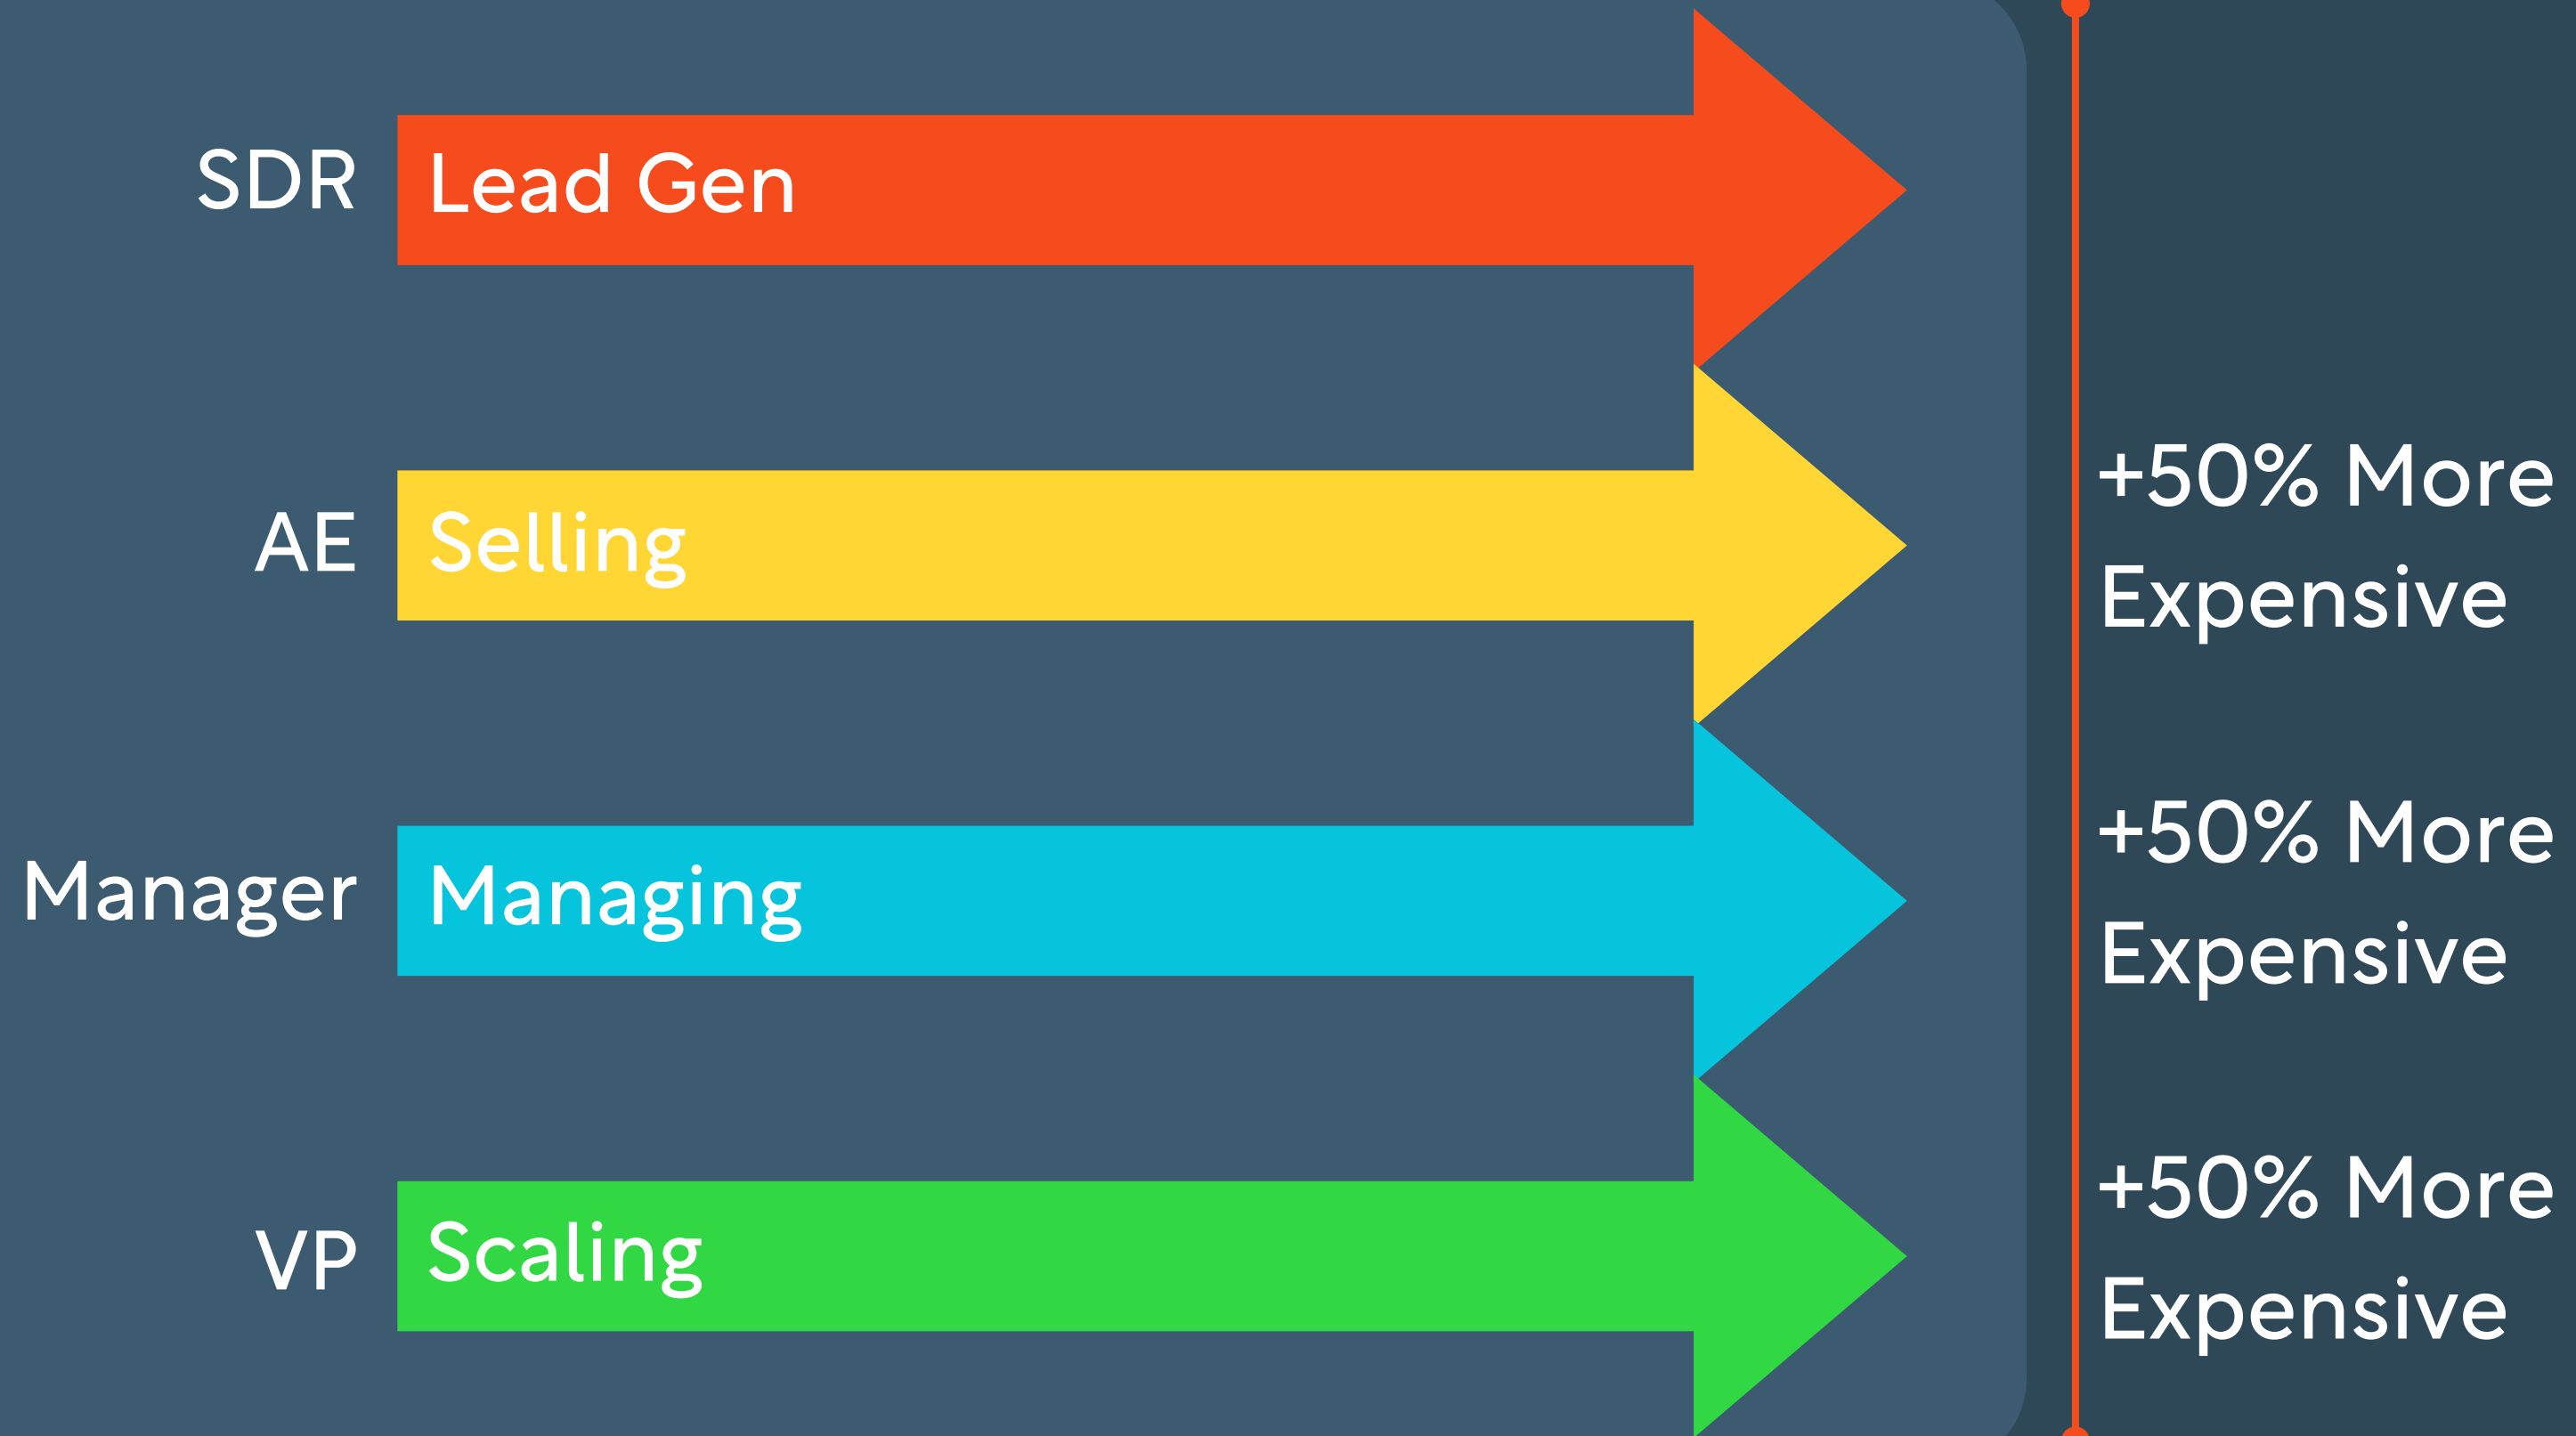 SDR
Lead Gen
AE
Selling
+50% More
Expensive
Manager
Managing
+50% More
Expensive
VP
Scaling
+50% More
Expensive